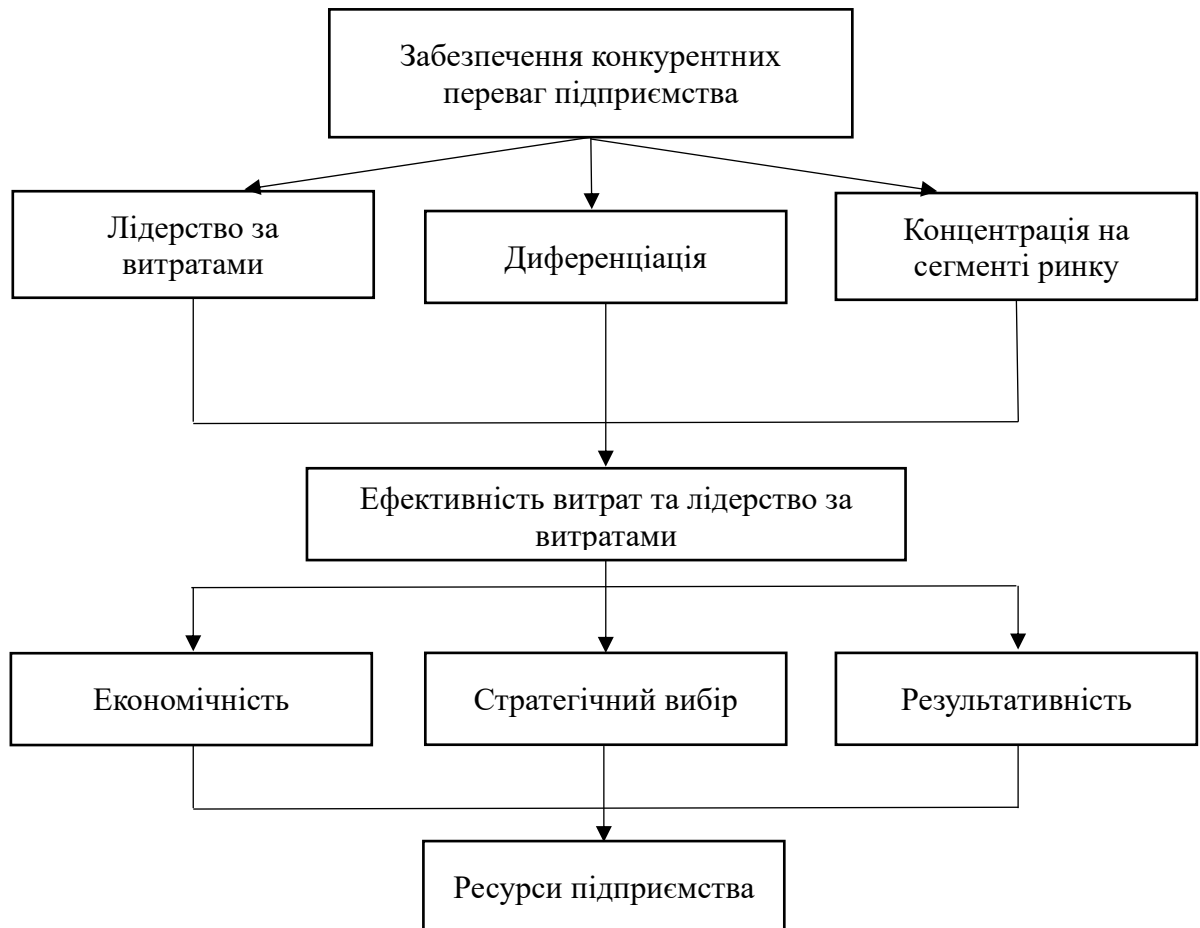 Забезпечення конкурентних
переваг підприємства
Лідерство за
витратами
Диференціація
Концентрація на
сегменті ринку
Ефективність витрат та лідерство за
витратами
Економічність
Стратегічний вибір
Результативність
Ресурси підприємства